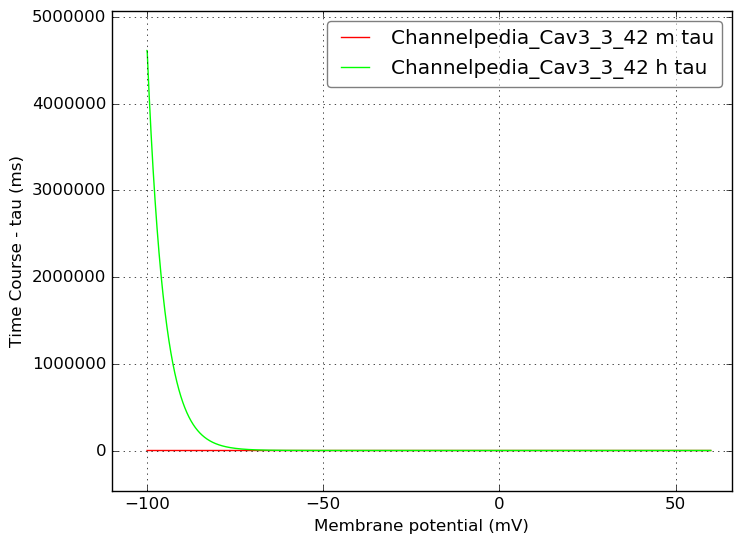 5000000
4000000
3000000
2000000
1000000
0
Time Course - tau (ms)
Channelpedia_Cav3_3_42 m tau
Channelpedia_Cav3_3_42 h tau
−100
−50
0
50
Membrane potential (mV)